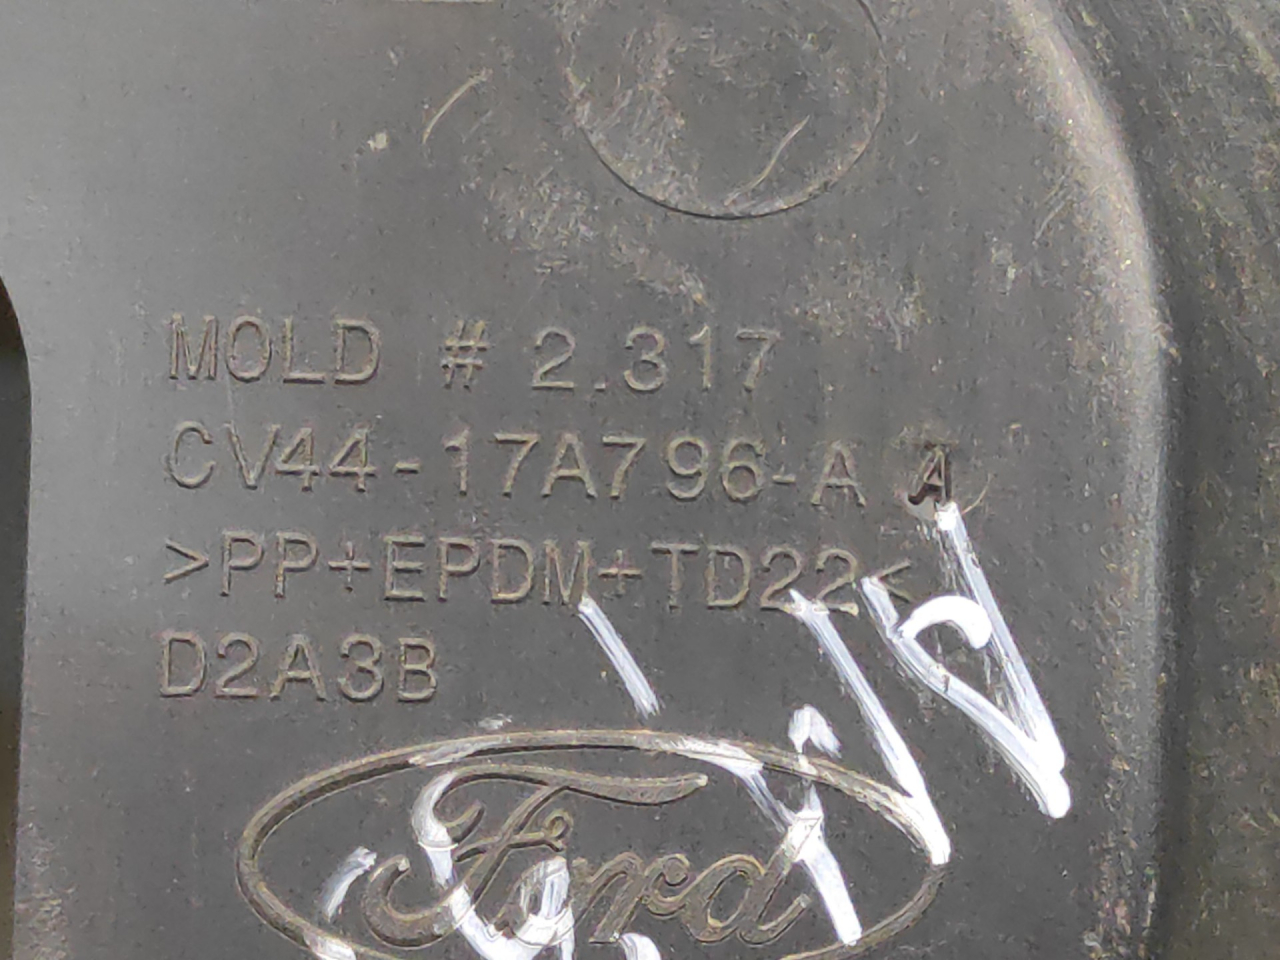 MOLD # 2.317
CV44-17A796-A A
>PP+EPDM+TD22<
D2A3B
Ford